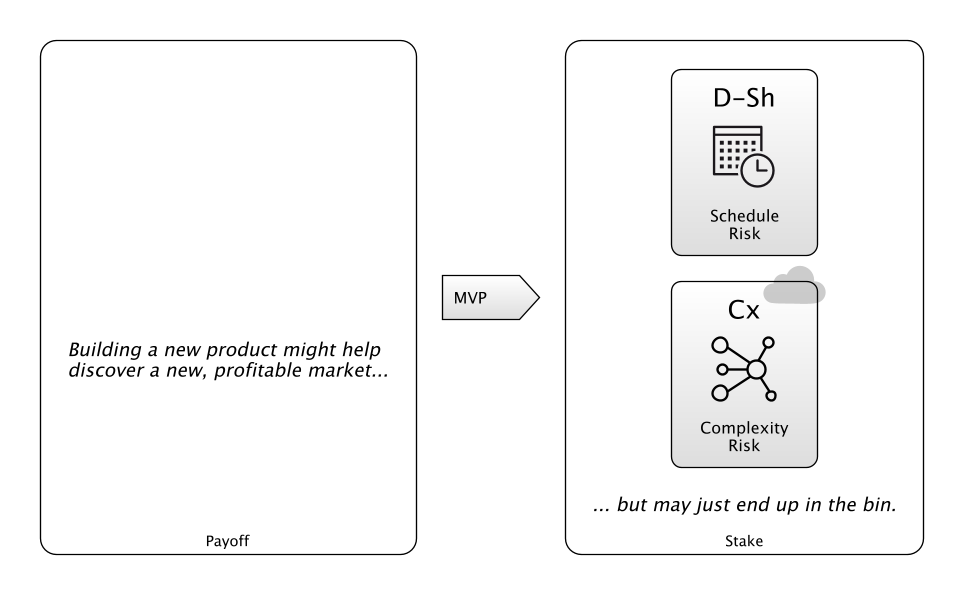 Building a new product might help
discover a new, profitable market...
Payoff
MVP
D-Sh
Schedule
Risk
Cx
Complexity
Risk
... but may just end up in the bin.
Stake